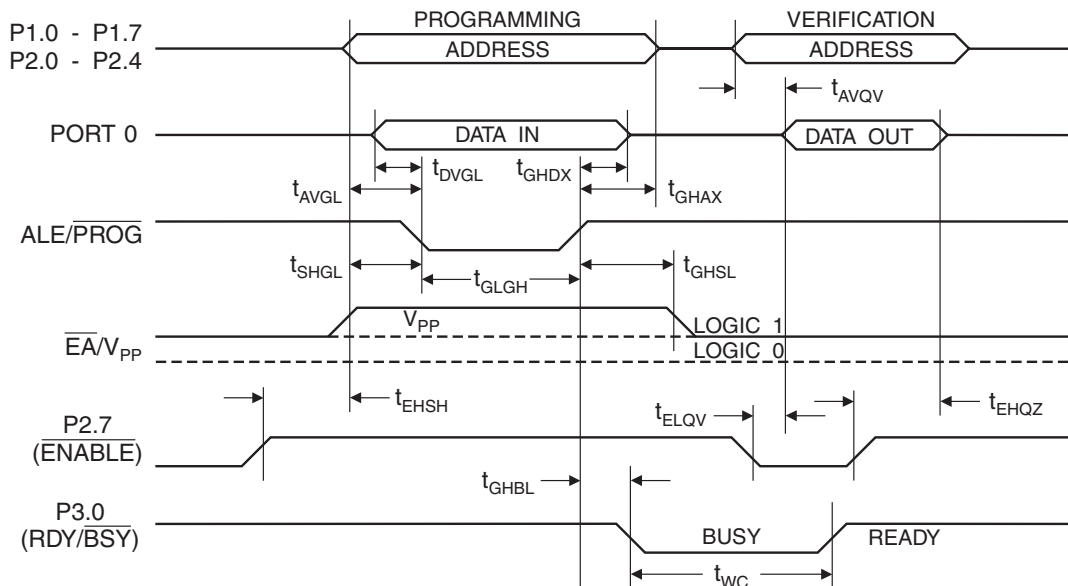 PROGRAMMING VERIFICATION
P1.0 - P1.7
P2.0 - P2.4
ADDRESS ADDRESS
tAVQV
PORT 0 DATA IN DATA OUT
tDVGL tGHDX
tAVGL tGHAX
ALE/PROG
tSHGL tGLGH tGHSL
VPP LOGIC 1
EA/VPP
LOGIC 0
tEHSH tELQV tEHQZ
P2.7
(ENABLE)
tGHBL
P3.0
(RDY/BSY) BUSY READY
tWC